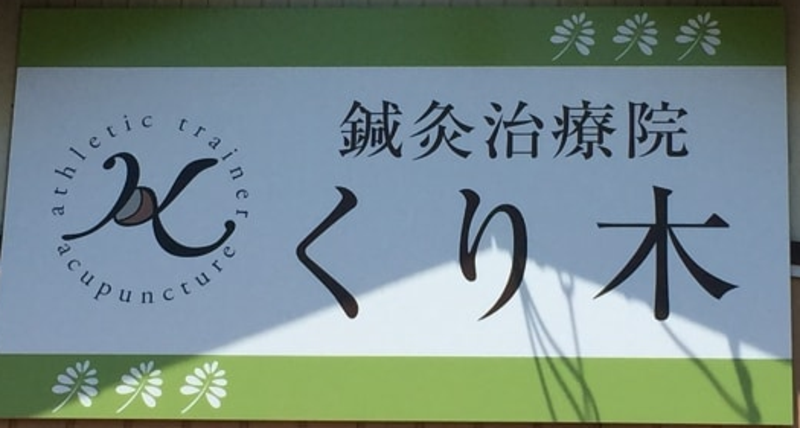 鍼灸治療院
くり木
athletic trainer
acupuncture